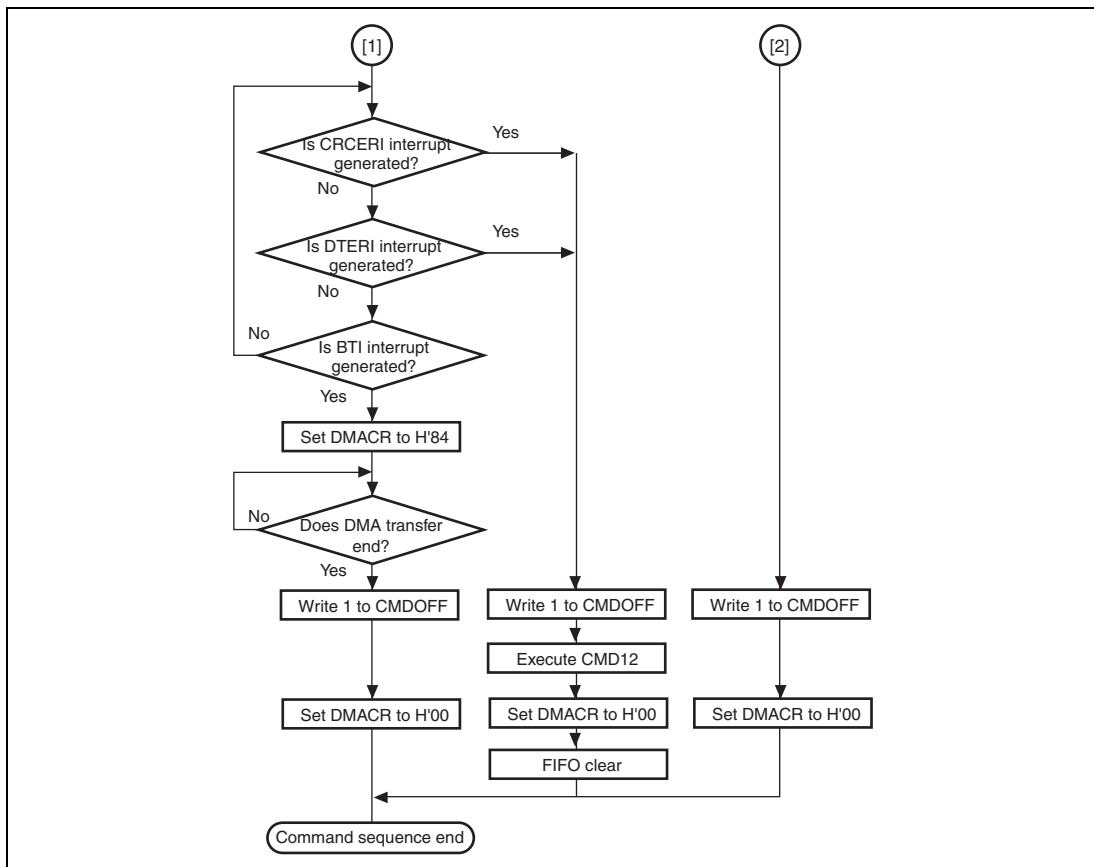 [1]
[2]
Is CRCERI interrupt
generated?
Yes
No
Is DTERI interrupt
generated?
Yes
No
Is BTI interrupt
generated?
No
Yes
Set DMACR to H'84
Does DMA transfer
end?
No
Yes
Write 1 to CMDOFF
Write 1 to CMDOFF
Write 1 to CMDOFF
Execute CMD12
Set DMACR to H'00
Set DMACR to H'00
Set DMACR to H'00
FIFO clear
Command sequence end